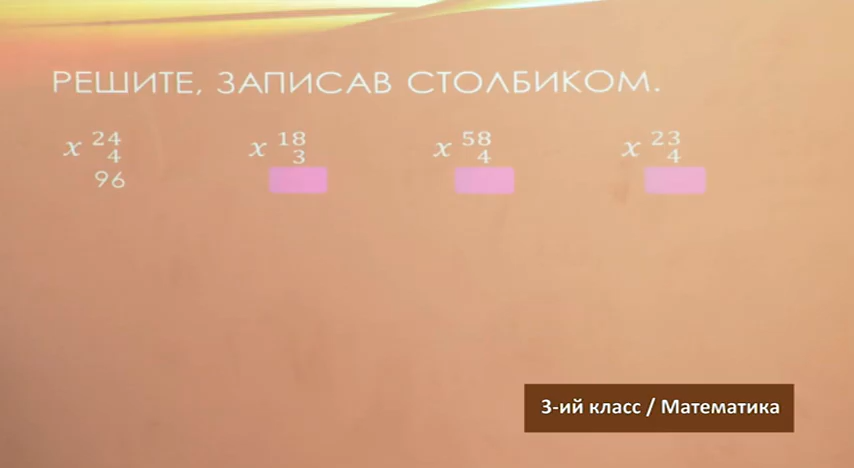 РЕШИТЕ, ЗАПИСАВ СТОЛБИКОМ.
x 24 x 18 x 58 x 23
4 3 4 4
96
3-ий класс / Математика